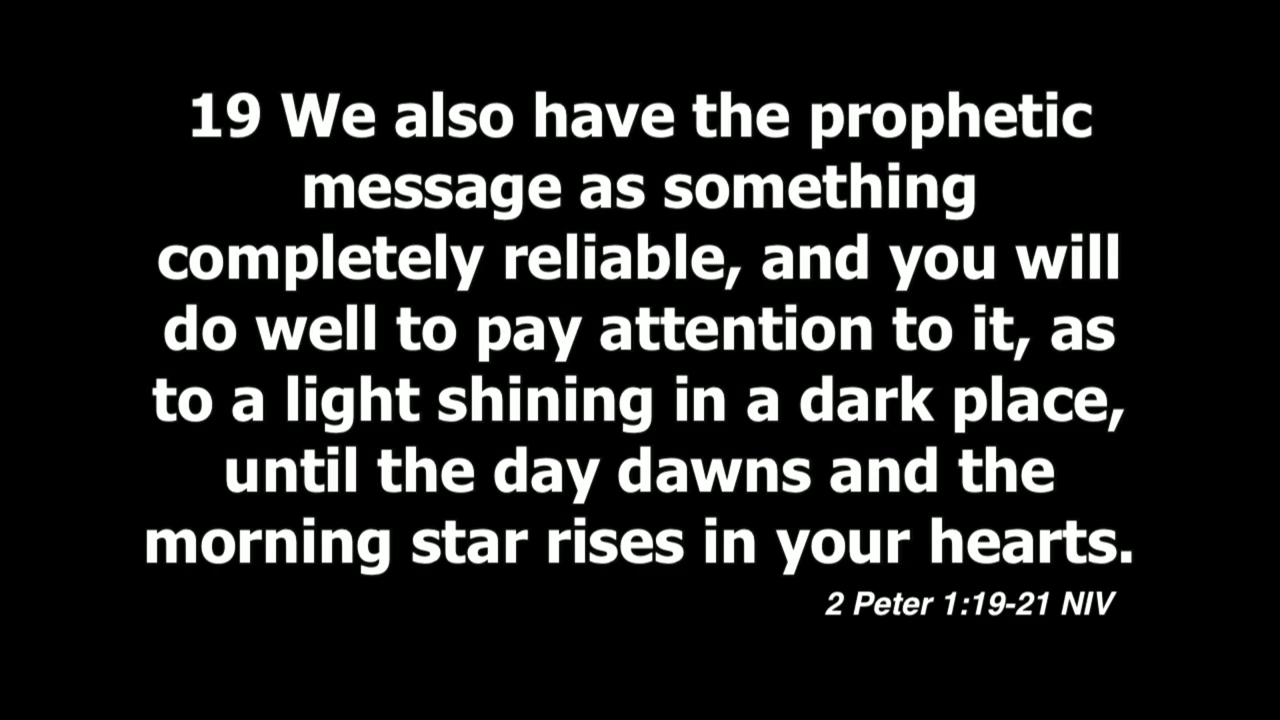 19 We also have the prophetic
message as something
completely reliable, and you will
do well to pay attention to it, as
to a light shining in a dark place,
until the day dawns and the
morning star rises in your hearts.
2 Peter 1:19-21 NIV